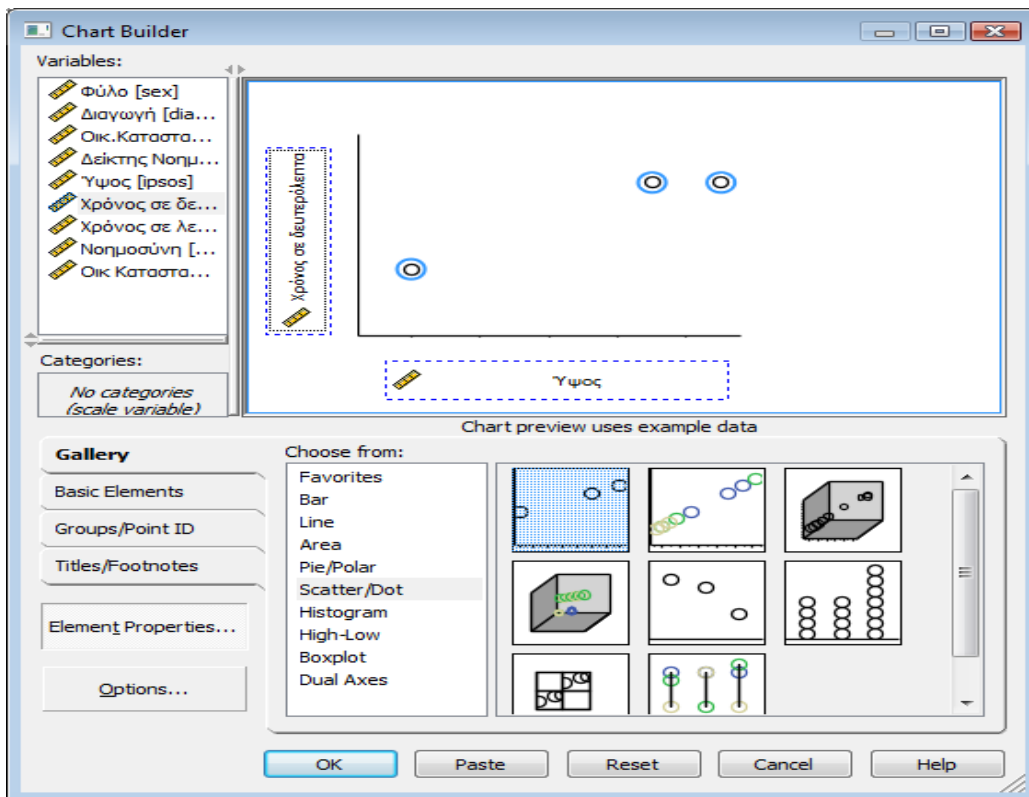 Chart Builder
Variables:
Φύλο [sex]
Διαγωγή [dia...
Οικ.Καταστα...
Δείκτης Νοημ...
Ύψος [ipsos]
Χρόνος σε δε...
Χρόνος σε λε...
Νοημοσύνη [...
Οικ Καταστα...
Χρόνος σε δευτερόλεπτα
Ύψος
Categories:
No categories
(scale variable)
Chart preview uses example data
Gallery
Basic Elements
Groups/Point ID
Titles/Footnotes
Element Properties...
Options...
Choose from:
Favorites
Bar
Line
Area
Pie/Polar
Scatter/Dot
Histogram
High-Low
Boxplot
Dual Axes
OK
Paste
Reset
Cancel
Help